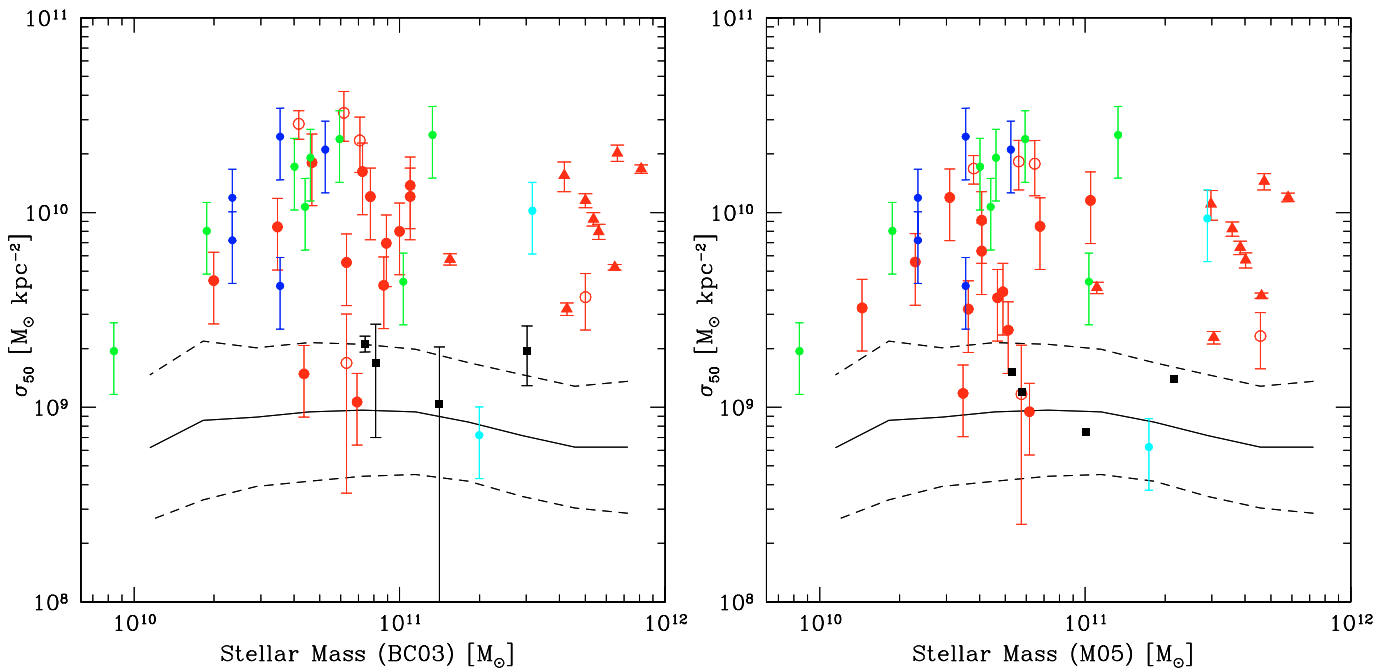 10¹¹
10¹⁰
10⁹
10⁸
σ₅₀ [M⊙ kpc⁻²]
10¹⁰ 10¹¹ 10¹²
Stellar Mass (BC03) [M⊙]
10¹¹
10¹⁰
10⁹
10⁸
σ₅₀ [M⊙ kpc⁻²]
10¹⁰ 10¹¹ 10¹²
Stellar Mass (M05) [M⊙]